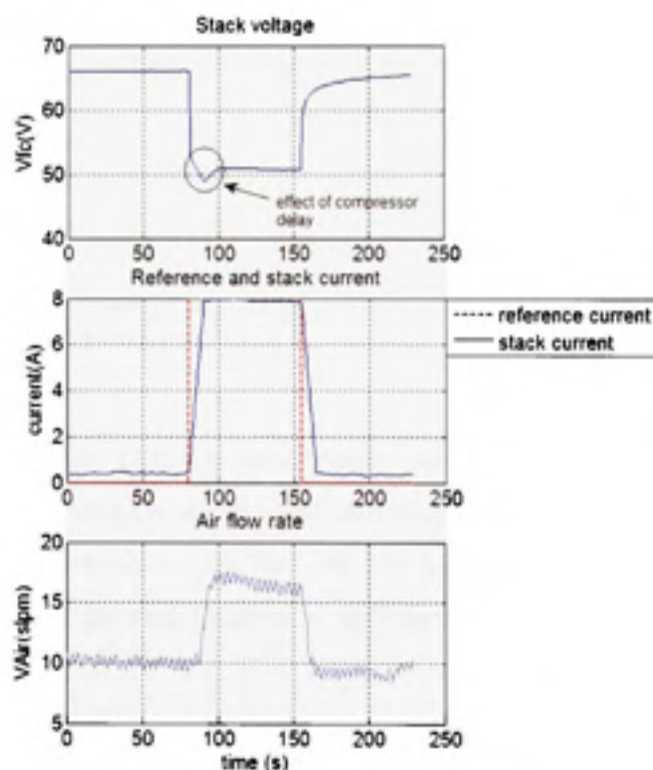 Stack voltage
70
60
50
40
Vfc(V)
effect of compressor
delay
0 50 100 150 200 250
Reference and stack current
8
6
4
2
0
current(A)
reference current
stack current
0 50 100 150 200 250
Air flow rate
20
15
10
5
VAir(slpm)
0 50 100 150 200 250
time (s)